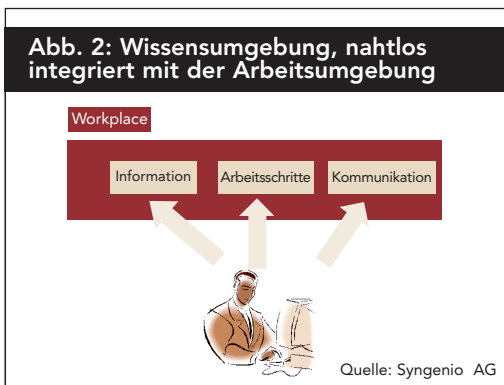 Abb. 2: Wissensumgebung, nahtlos
integriert mit der Arbeitsumgebung
Workplace
Information Arbeitsschritte Kommunikation
Quelle: Syngenio AG